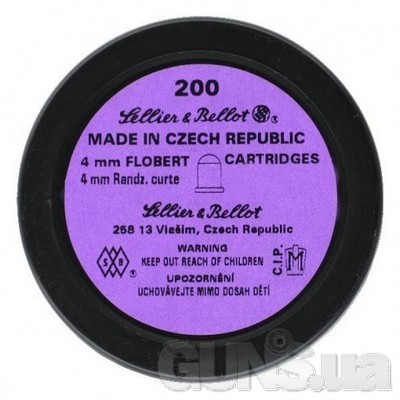 200
Sellier & Bellot ®
MADE IN CZECH REPUBLIC
4 mm FLOBERT CARTRIDGES
4 mm Randz. curte
Sellier & Bellot
258 13 Vlešim, Czech Republic
WARNING
KEEP OUT REACH OF CHILDREN
UPOZORNĚNÍ
UCHOVÁVEJTE MIMO DOSAH DĚTÍ
S B
C.I.P.
GUNS.ua